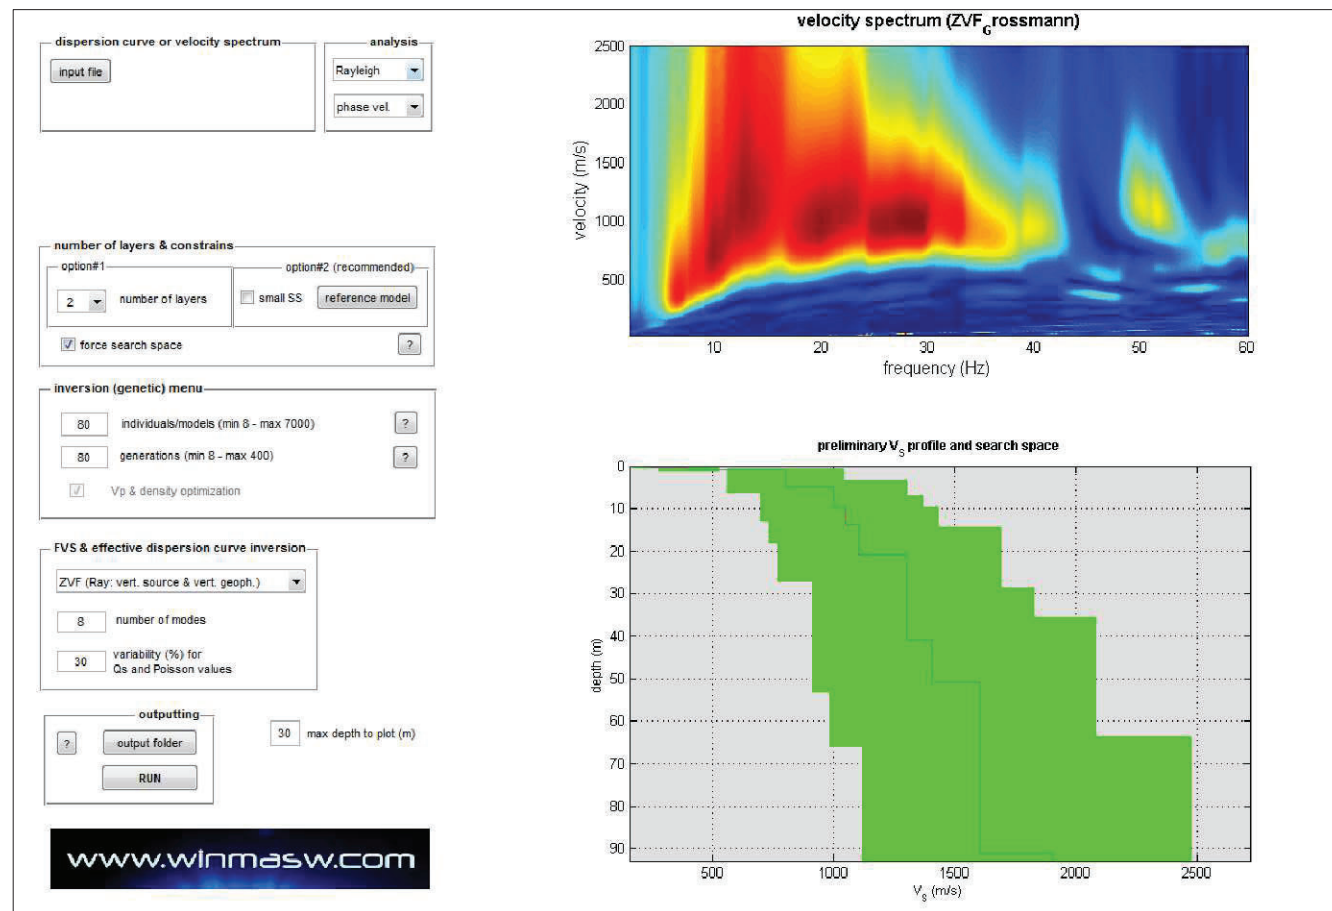 dispersion curve or velocity spectrum
input file
analysis
Rayleigh
phase vel.
number of layers & constrains
option#1
2 number of layers
option#2 (recommended)
small SS reference model
force search space ?
inversion (genetic) menu
80 individuals/models (min 8 - max 7000) ?
80 generations (min 8 - max 400) ?
Vp & density optimization
FVS & effective dispersion curve inversion
ZVF (Ray: vert. source & vert. geoph.)
8 number of modes
30 variability (%) for
Qs and Poisson values
outputting
? output folder
RUN
30 max depth to plot (m)
www.winmasw.com
velocity spectrum (ZVF_Grossmann)
2500
2000
1500
1000
500
velocity (m/s)
10 20 30 40 50 60
frequency (Hz)
preliminary V_S profile and search space
0
10
20
30
40
50
60
70
80
90
depth (m)
500 1000 1500 2000 2500
V_S (m/s)